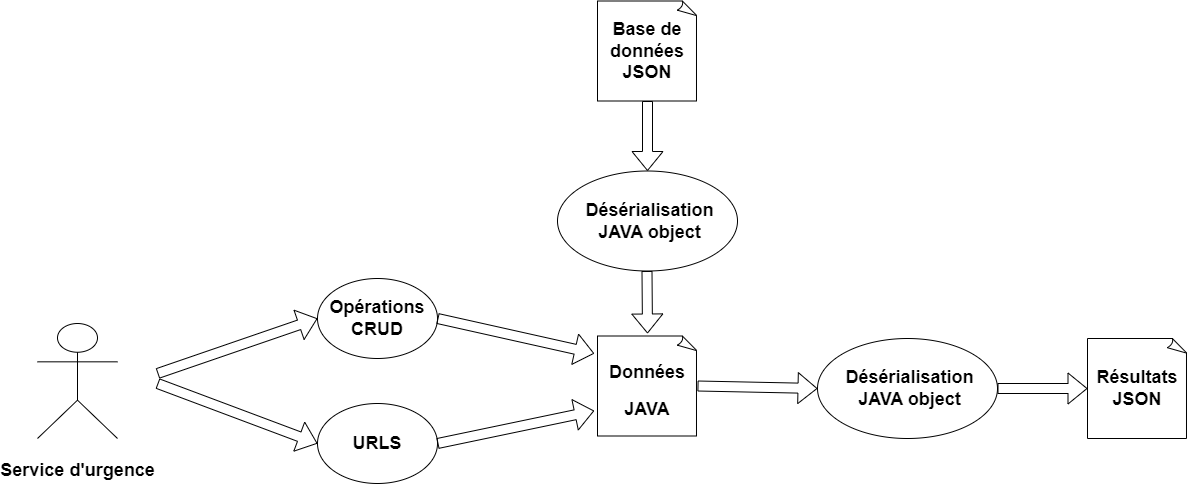 Base de
données
JSON
Désérialisation
JAVA object
Opérations
CRUD
URLS
Service d'urgence
Données
JAVA
Désérialisation
JAVA object
Résultats
JSON